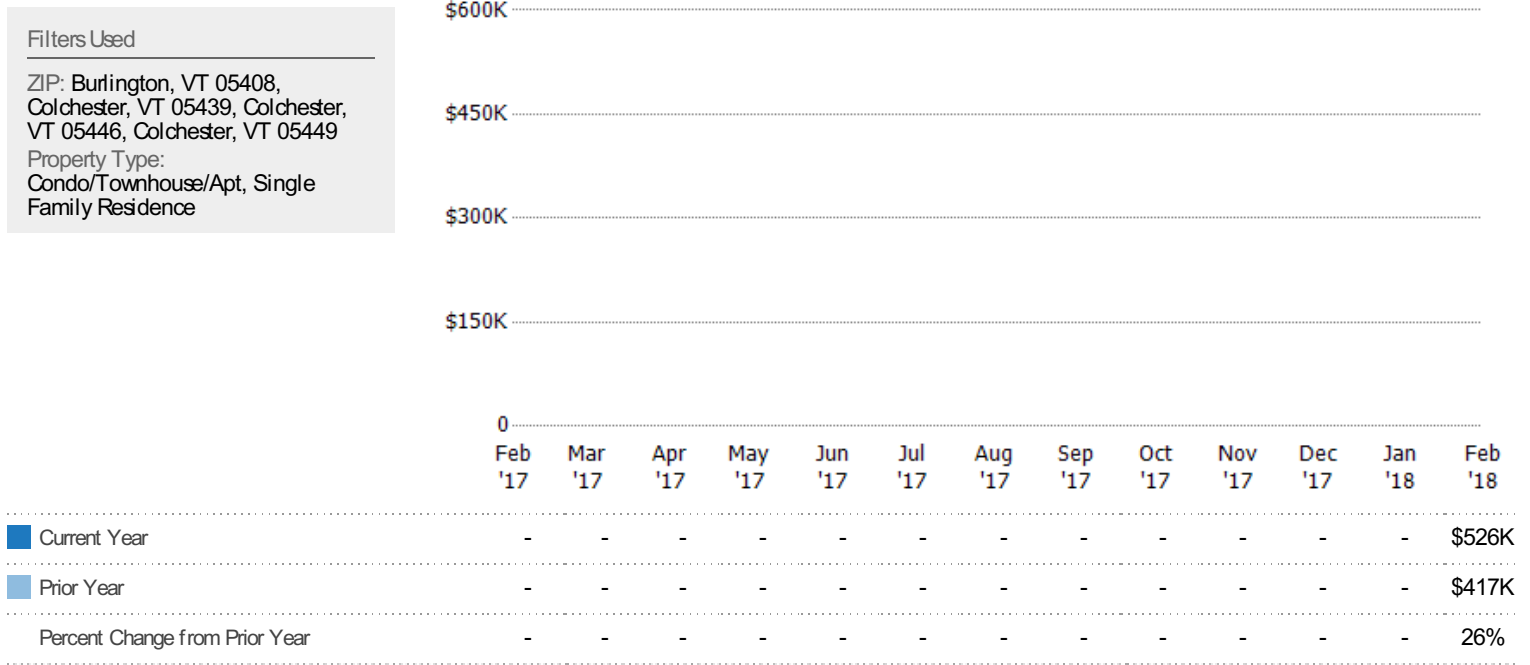 Filters Used
ZIP: Burlington, VT 05408,
Colchester, VT 05439, Colchester,
VT 05446, Colchester, VT 05449
Property Type:
Condo/Townhouse/Apt, Single
Family Residence
$600K
$450K
$300K
$150K
0
Feb '17 Mar '17 Apr '17 May '17 Jun '17 Jul '17 Aug '17 Sep '17 Oct '17 Nov '17 Dec '17 Jan '18 Feb '18
Current Year - - - - - - - - - - - - $526K
Prior Year - - - - - - - - - - - - $417K
Percent Change from Prior Year - - - - - - - - - - - - 26%